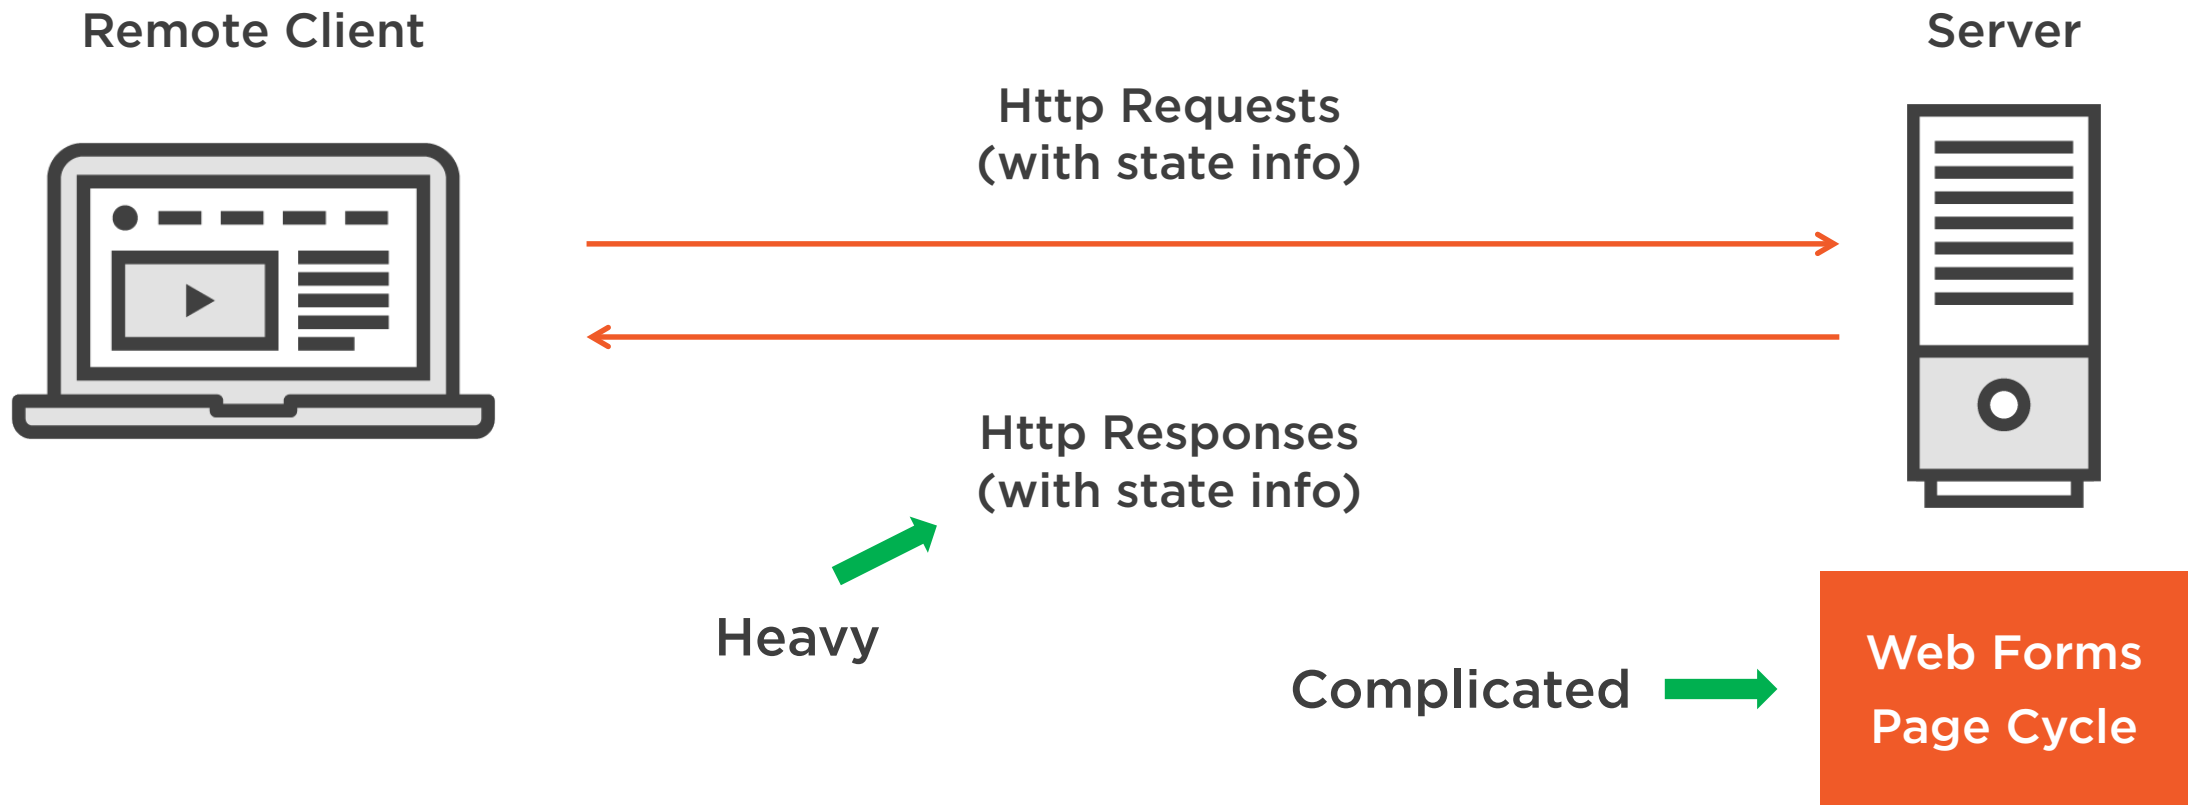 Remote Client
Server
Http Requests
(with state info)
Http Responses
(with state info)
Heavy
Complicated
Web Forms
Page Cycle